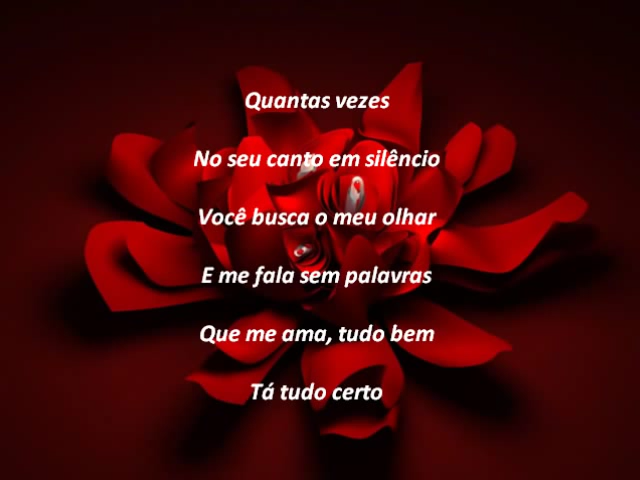 Quantas vezes
No seu canto em silêncio
Você busca o meu olhar
E me fala sem palavras
Que me ama, tudo bem
Tá tudo certo